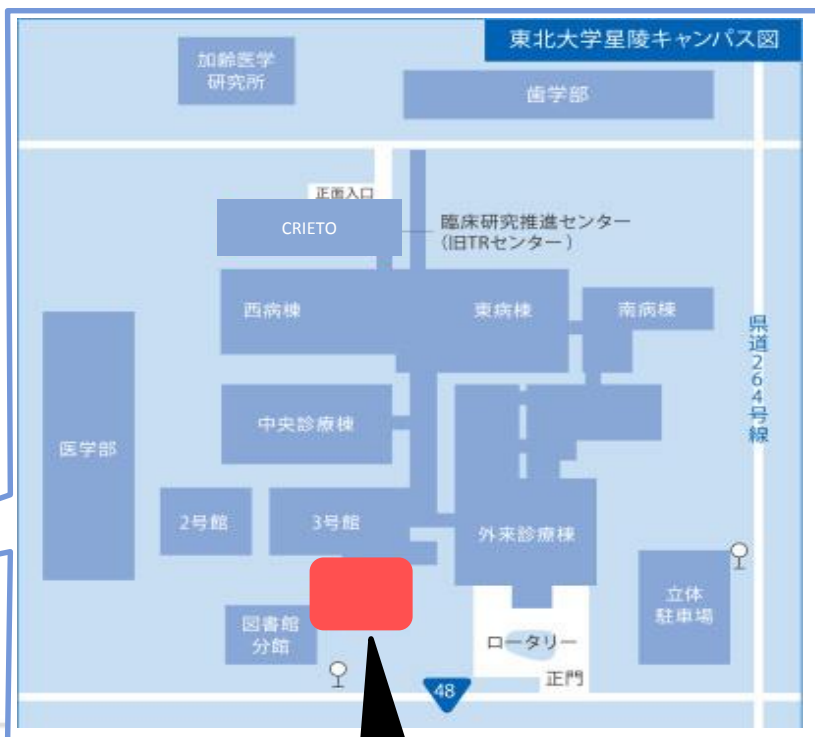 東北大学星陵キャンパス図
加齢医学
研究所
歯学部
正面入口
CRIETO
臨床研究推進センター
(旧TRセンター)
西病棟
東病棟
南病棟
県道264号線
中央診療棟
医学部
2号館
3号館
外来診療棟
立体
駐車場
図書館
分館
ロータリー
正門
48